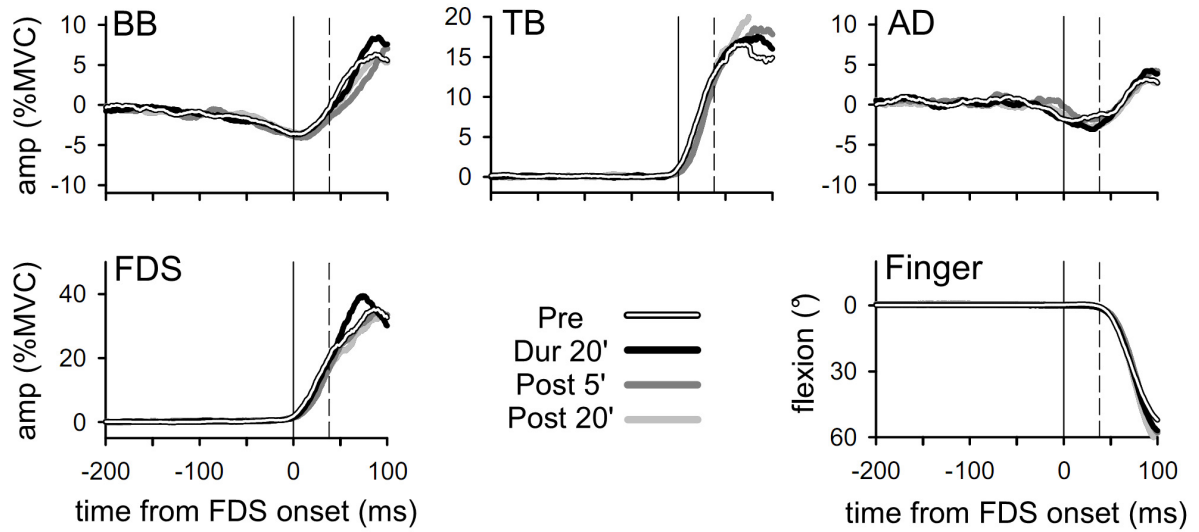 BB
amp (%MVC)
10
5
0
-5
-10
TB
20
15
10
5
0
AD
10
5
0
-5
-10
FDS
amp (%MVC)
40
20
0
-200
-100
0
100
time from FDS onset (ms)
Pre
Dur 20'
Post 5'
Post 20'
Finger
flexion (°)
0
30
60
-200
-100
0
100
time from FDS onset (ms)